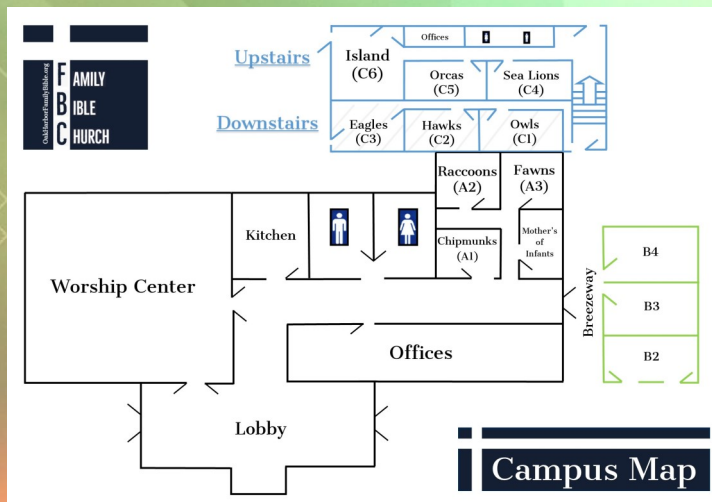 OakHarborFamilyBible.org
FAMILY
BIBLE
CHURCH
Upstairs
Downstairs
Offices
Island
(C6)
Orcas
(C5)
Sea Lions
(C4)
Eagles
(C3)
Hawks
(C2)
Owls
(C1)
Raccoons
(A2)
Fawns
(A3)
Kitchen
Chipmunks
(A1)
Mother's
of
Infants
Worship Center
Breezeway
B4
B3
B2
Offices
Lobby
Campus Map